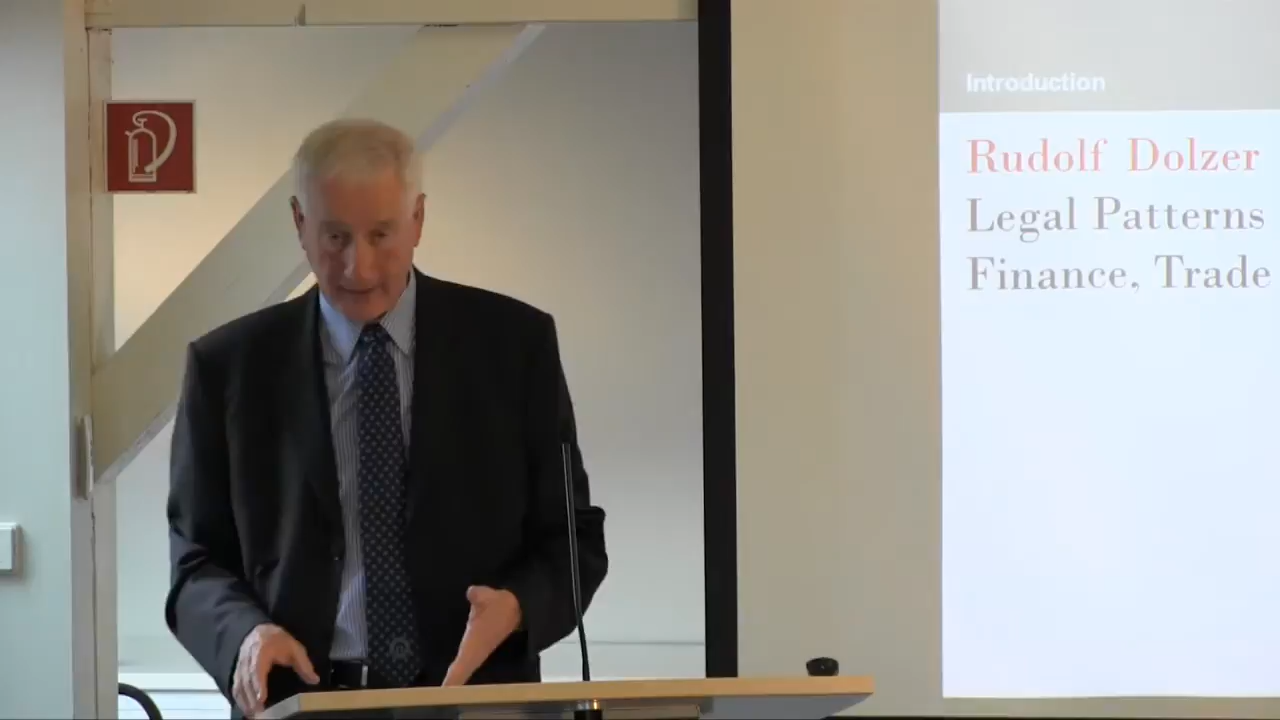 Introduction
Rudolf Dolzer
Legal Patterns
Finance, Trade